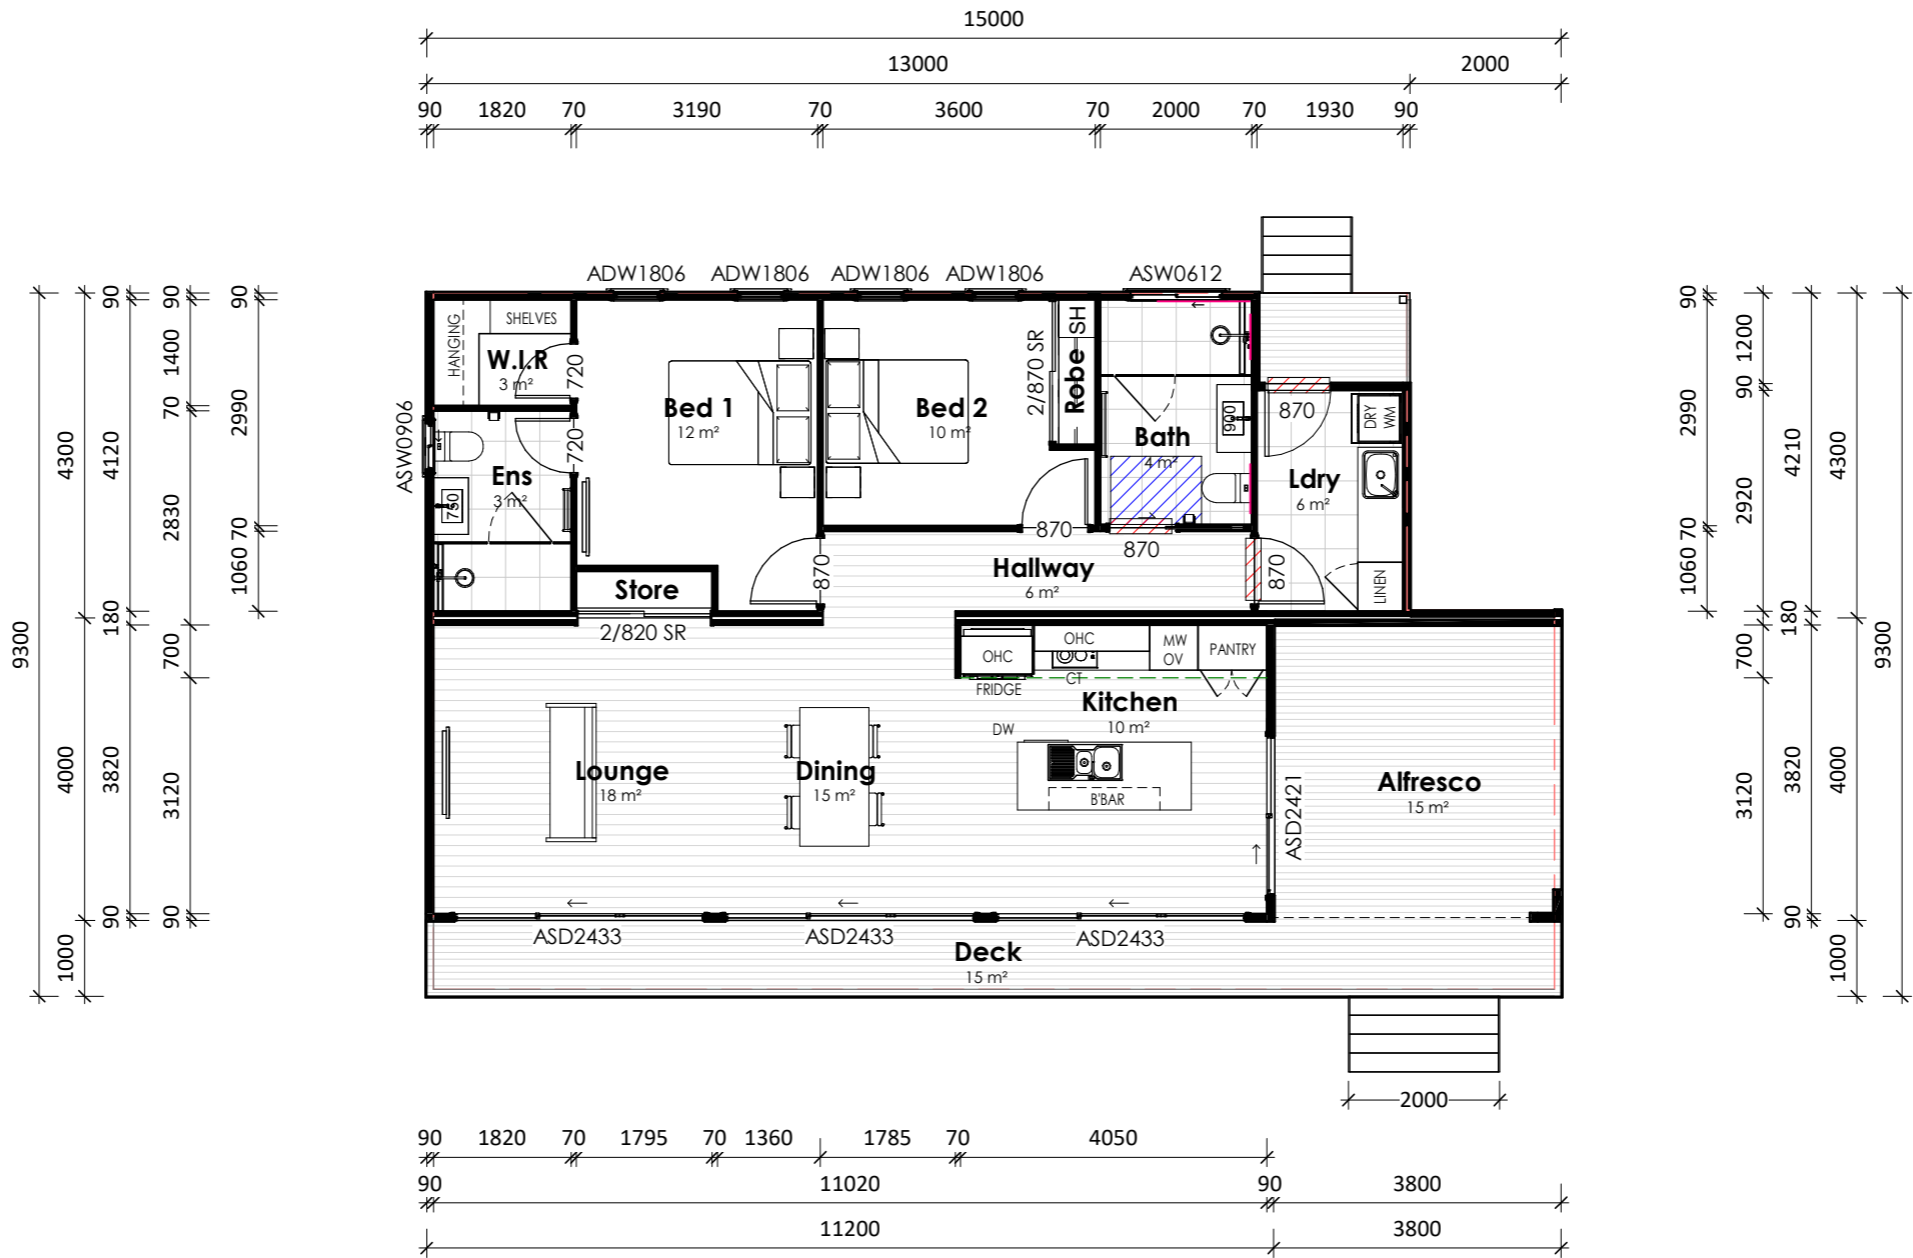 15000
13000 2000
90 1820 70 3190 70 3600 70 2000 70 1930 90
ADW1806 ADW1806 ADW1806 ADW1806 ASW0612
9300
4300
4000
1000
90
4120
180
3820
90
90
1400
70
2830
700
3120
90
90
2990
70
1060
ASW0906
HANGING
SHELVES
W.I.R
3 m²
720
720
Ens
3 m²
750
Bed 1
12 m²
Bed 2
10 m²
2/870 SR
Robe
SH
Bath
4 m²
900
870
DRY
WM
Ldry
6 m²
LINEN
870
870
870
870
Hallway
6 m²
Store
2/820 SR
OHC
FRIDGE
OHC
CT
MW
OV
PANTRY
Kitchen
10 m²
DW
B'BAR
Lounge
18 m²
Dining
15 m²
ASD2421
Alfresco
15 m²
ASD2433 ASD2433 ASD2433
Deck
15 m²
90
2990
70
1060
1200
90
2920
700
3120
4210
180
3820
90
4300
4000
1000
9300
2000
90 1820 70 1795 70 1360 1785 70 4050
90 11020 90 3800
11200 3800